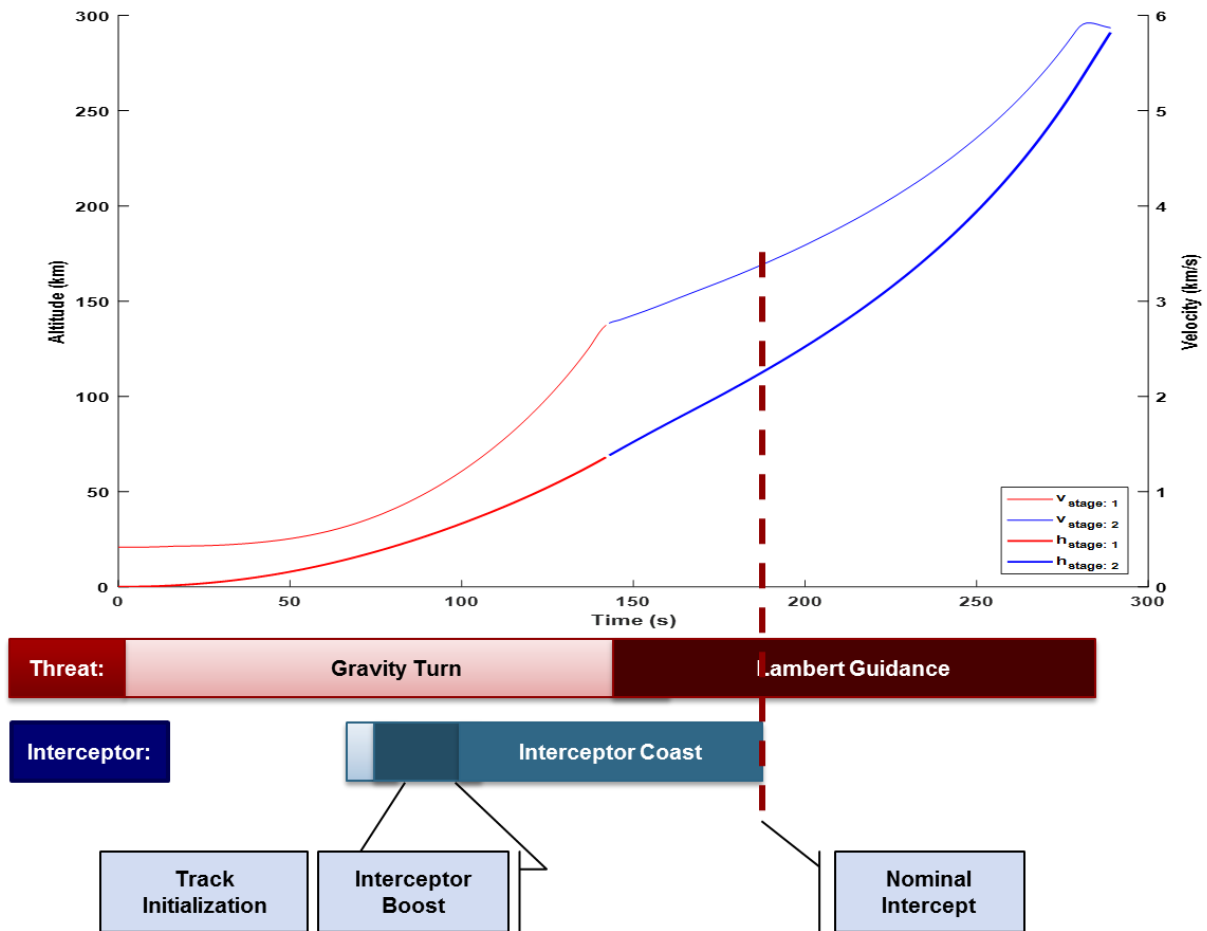 300
250
200
150
100
50
0
Altitude (km)
6
5
4
3
2
1
0
Velocity (km/s)
0
50
100
150
200
250
300
Time (s)
v stage: 1
v stage: 2
h stage: 1
h stage: 2
Threat:
Gravity Turn
Lambert Guidance
Interceptor:
Interceptor Coast
Track
Initialization
Interceptor
Boost
Nominal
Intercept